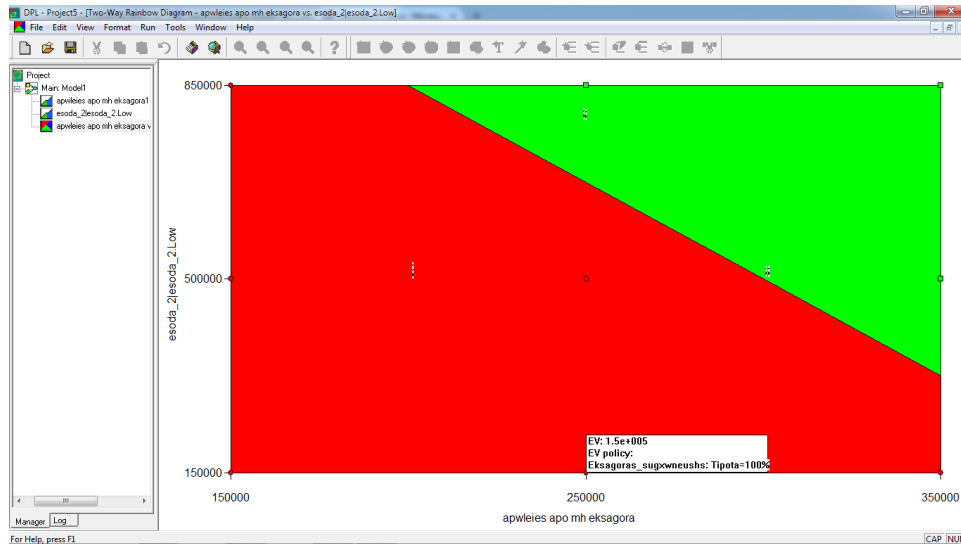 DPL - Project5 - [Two-Way Rainbow Diagram - apwleies apo mh eksagora vs. esoda_2|esoda_2.Low]
File Edit View Format Run Tools Window Help
Project
Main: Model1
apwleies apo mh eksagora1
esoda_2|esoda_2.Low
apwleies apo mh eksagora v
Manager
Log
850000
500000
150000
esoda_2|esoda_2.Low
EV: 1.5e+005
EV policy:
Eksagoras_sugxwneushs: Tipota=100%
150000
250000
350000
apwleies apo mh eksagora
For Help, press F1
CAP NU